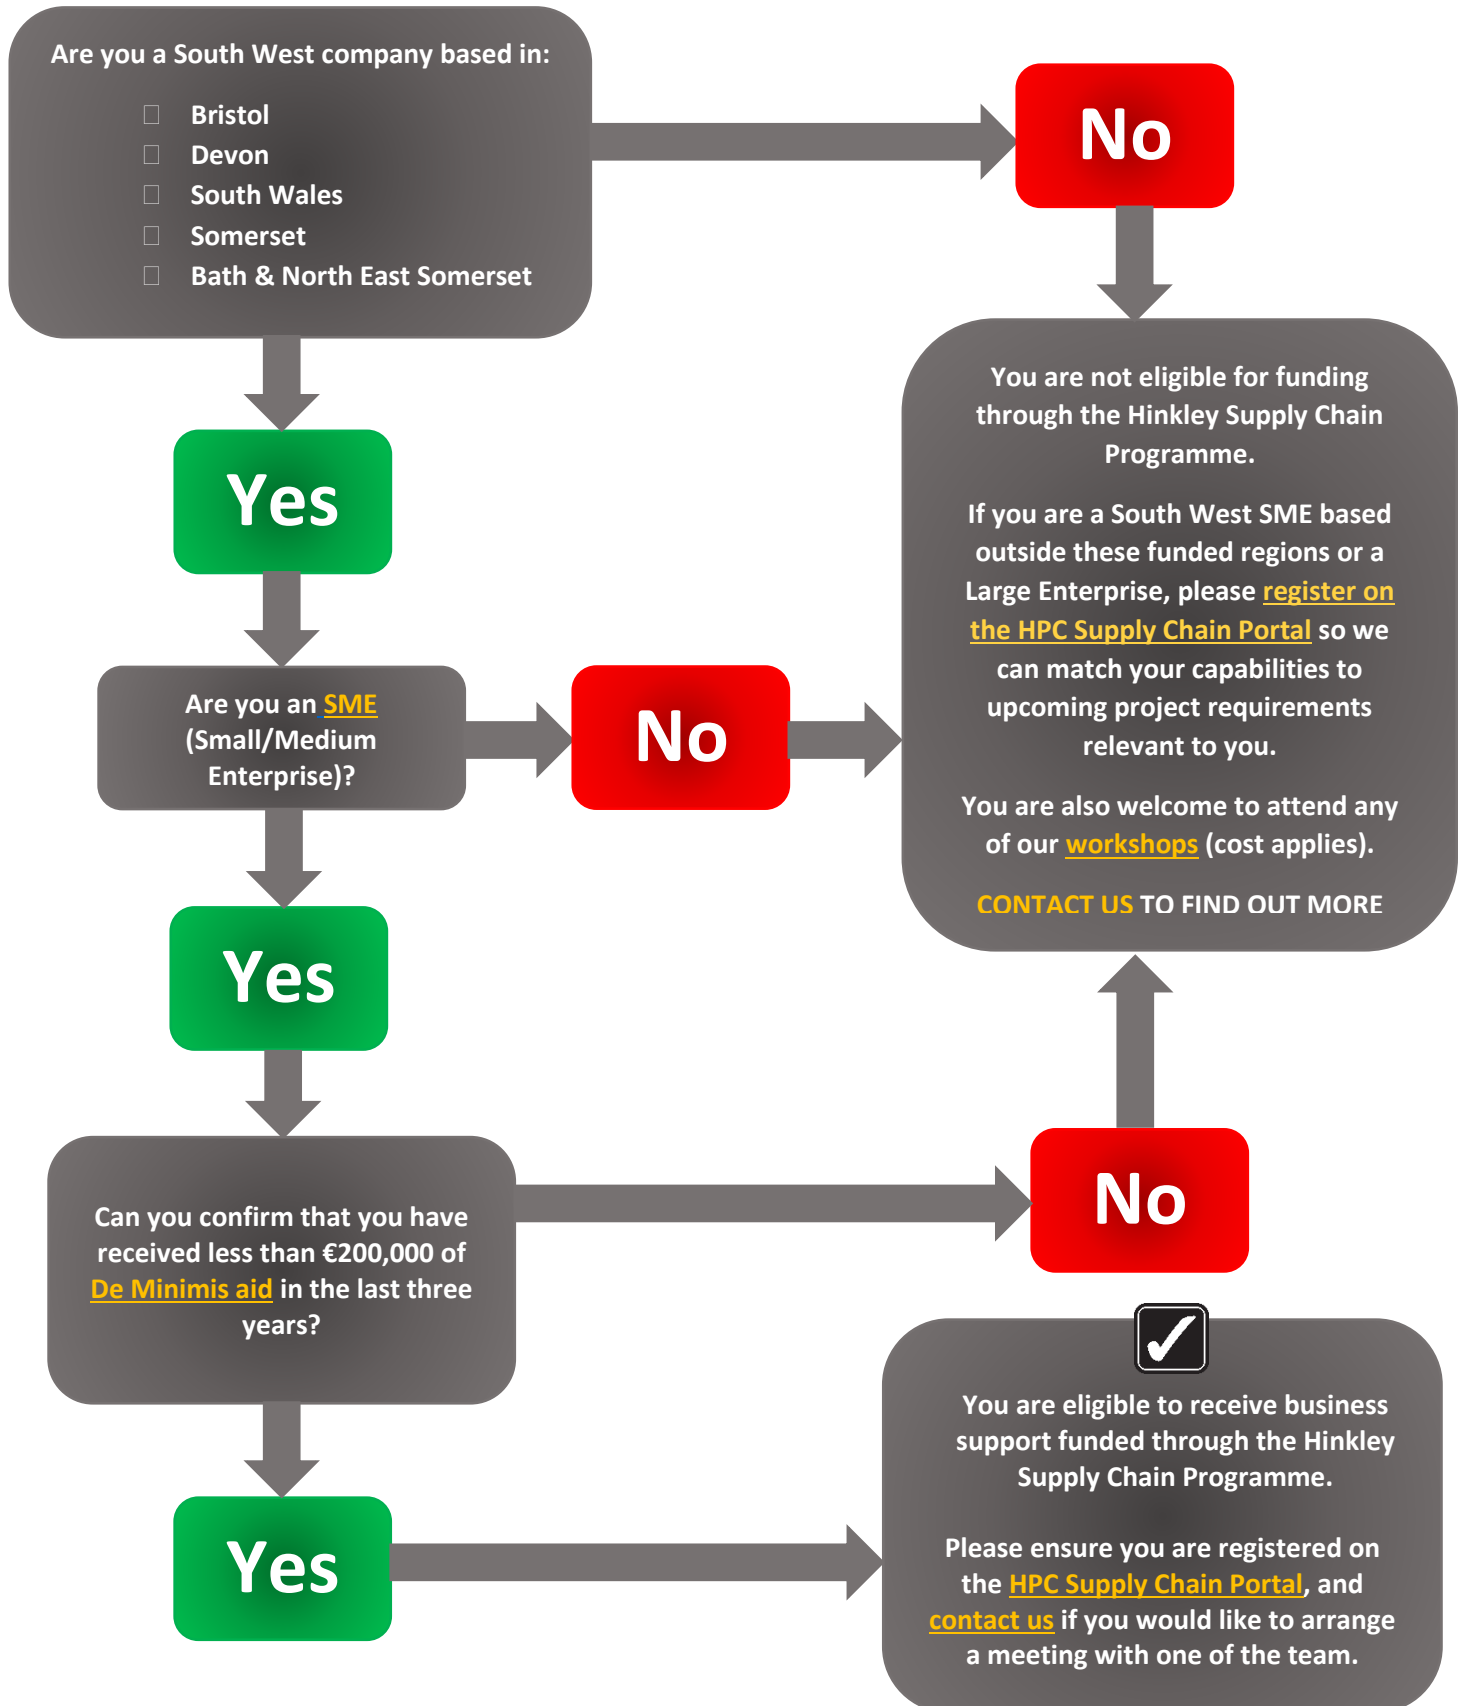 Are you a South West company based in:
Bristol
Devon
South Wales
Somerset
Bath & North East Somerset
No
Yes
You are not eligible for funding
through the Hinkley Supply Chain
Programme.
If you are a South West SME based
outside these funded regions or a
Large Enterprise, please register on
the HPC Supply Chain Portal so we
can match your capabilities to
upcoming project requirements
relevant to you.
You are also welcome to attend any
of our workshops (cost applies).
CONTACT US TO FIND OUT MORE
Are you an SME
(Small/Medium
Enterprise)?
No
Yes
Can you confirm that you have
received less than €200,000 of
De Minimis aid in the last three
years?
No
Yes
You are eligible to receive business
support funded through the Hinkley
Supply Chain Programme.
Please ensure you are registered on
the HPC Supply Chain Portal, and
contact us if you would like to arrange
a meeting with one of the team.